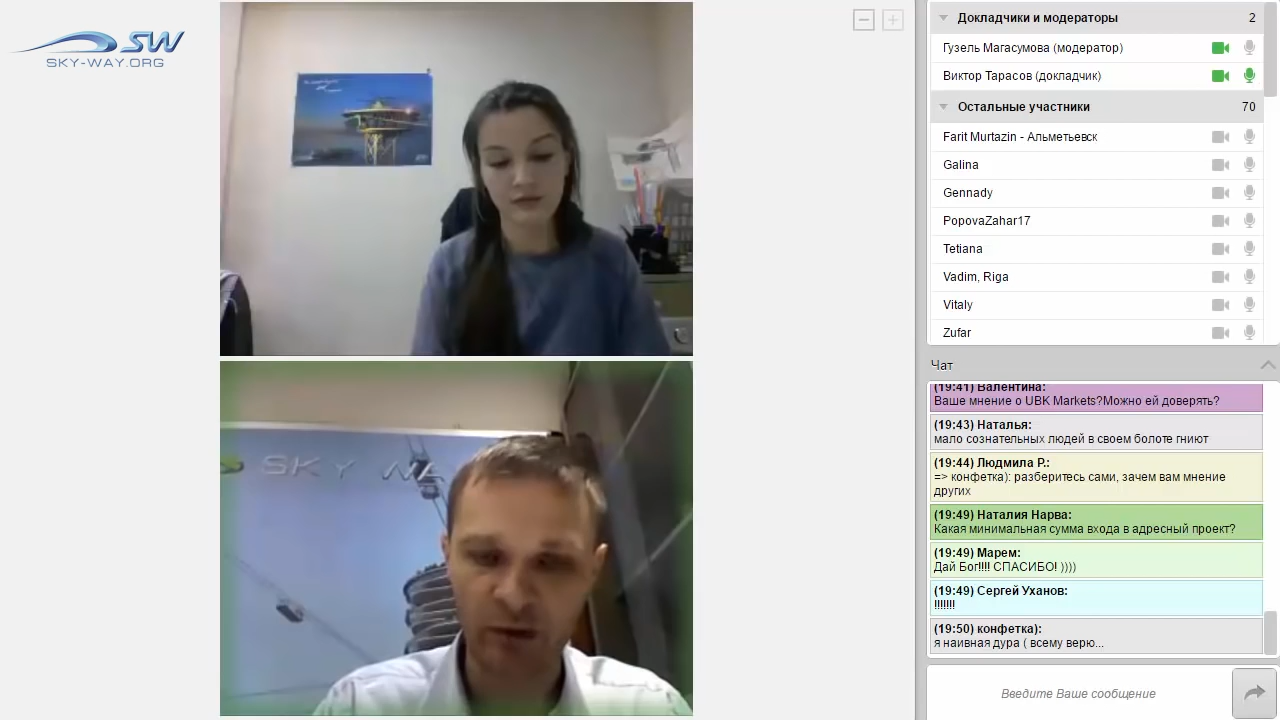 SW
SKY-WAY.ORG
SKY WA
Докладчики и модераторы 2
Гузель Магасумова (модератор)
Виктор Тарасов (докладчик)
Остальные участники 70
Farit Murtazin - Альметьевск
Galina
Gennady
PopovaZahar17
Tetiana
Vadim, Riga
Vitaly
Zufar
Чат
(19:41) Валентина:
Ваше мнение о UBK Markets?Можно ей доверять?
(19:43) Наталья:
мало сознательных людей в своем болоте гниют
(19:44) Людмила Р.:
=> конфетка): разберитесь сами, зачем вам мнение
других
(19:49) Наталия Нарва:
Какая минимальная сумма входа в адресный проект?
(19:49) Марем:
Дай Бог!!!! СПАСИБО! ))))
(19:49) Сергей Уханов:
!!!!!!!
(19:50) конфетка):
я наивная дура ( всему верю...
Введите Ваше сообщение